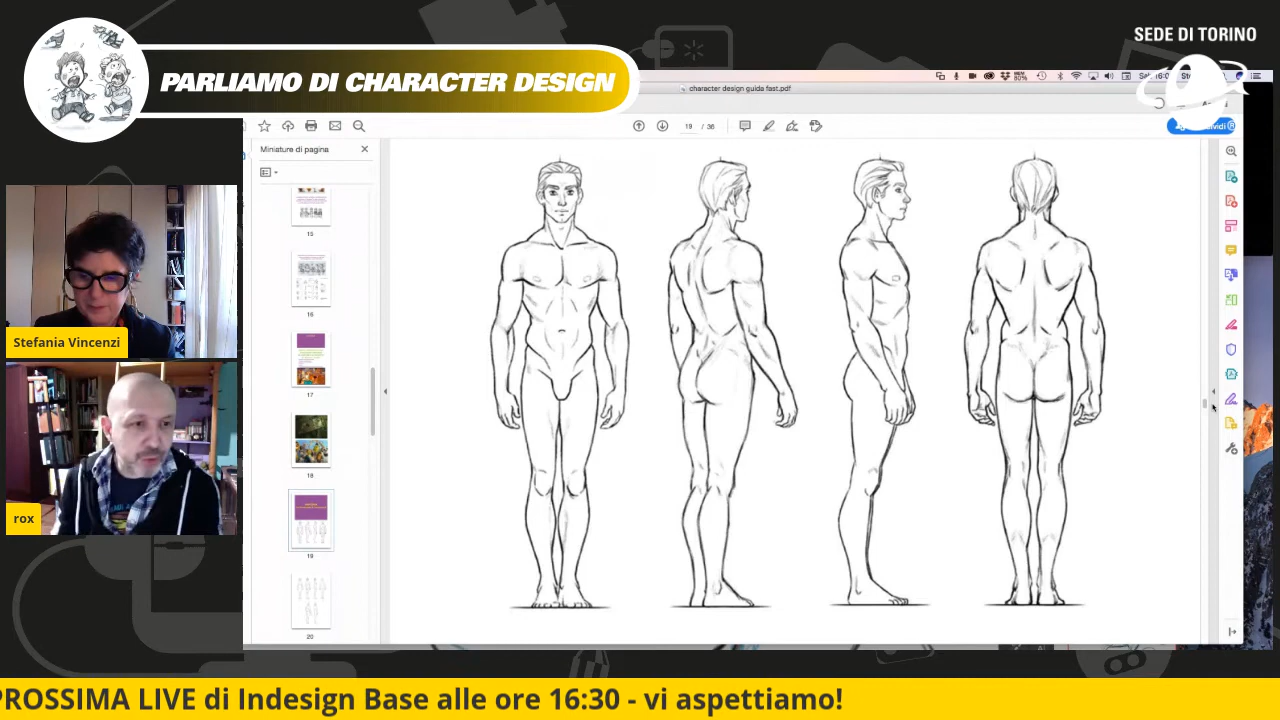 SEDE DI TORINO
PARLIAMO DI CHARACTER DESIGN
character design guida fast.pdf
19 / 36
Miniature di pagina
15
16
17
18
19
20
Stefania Vincenzi
rox
PROSSIMA LIVE di Indesign Base alle ore 16:30 - vi aspettiamo!